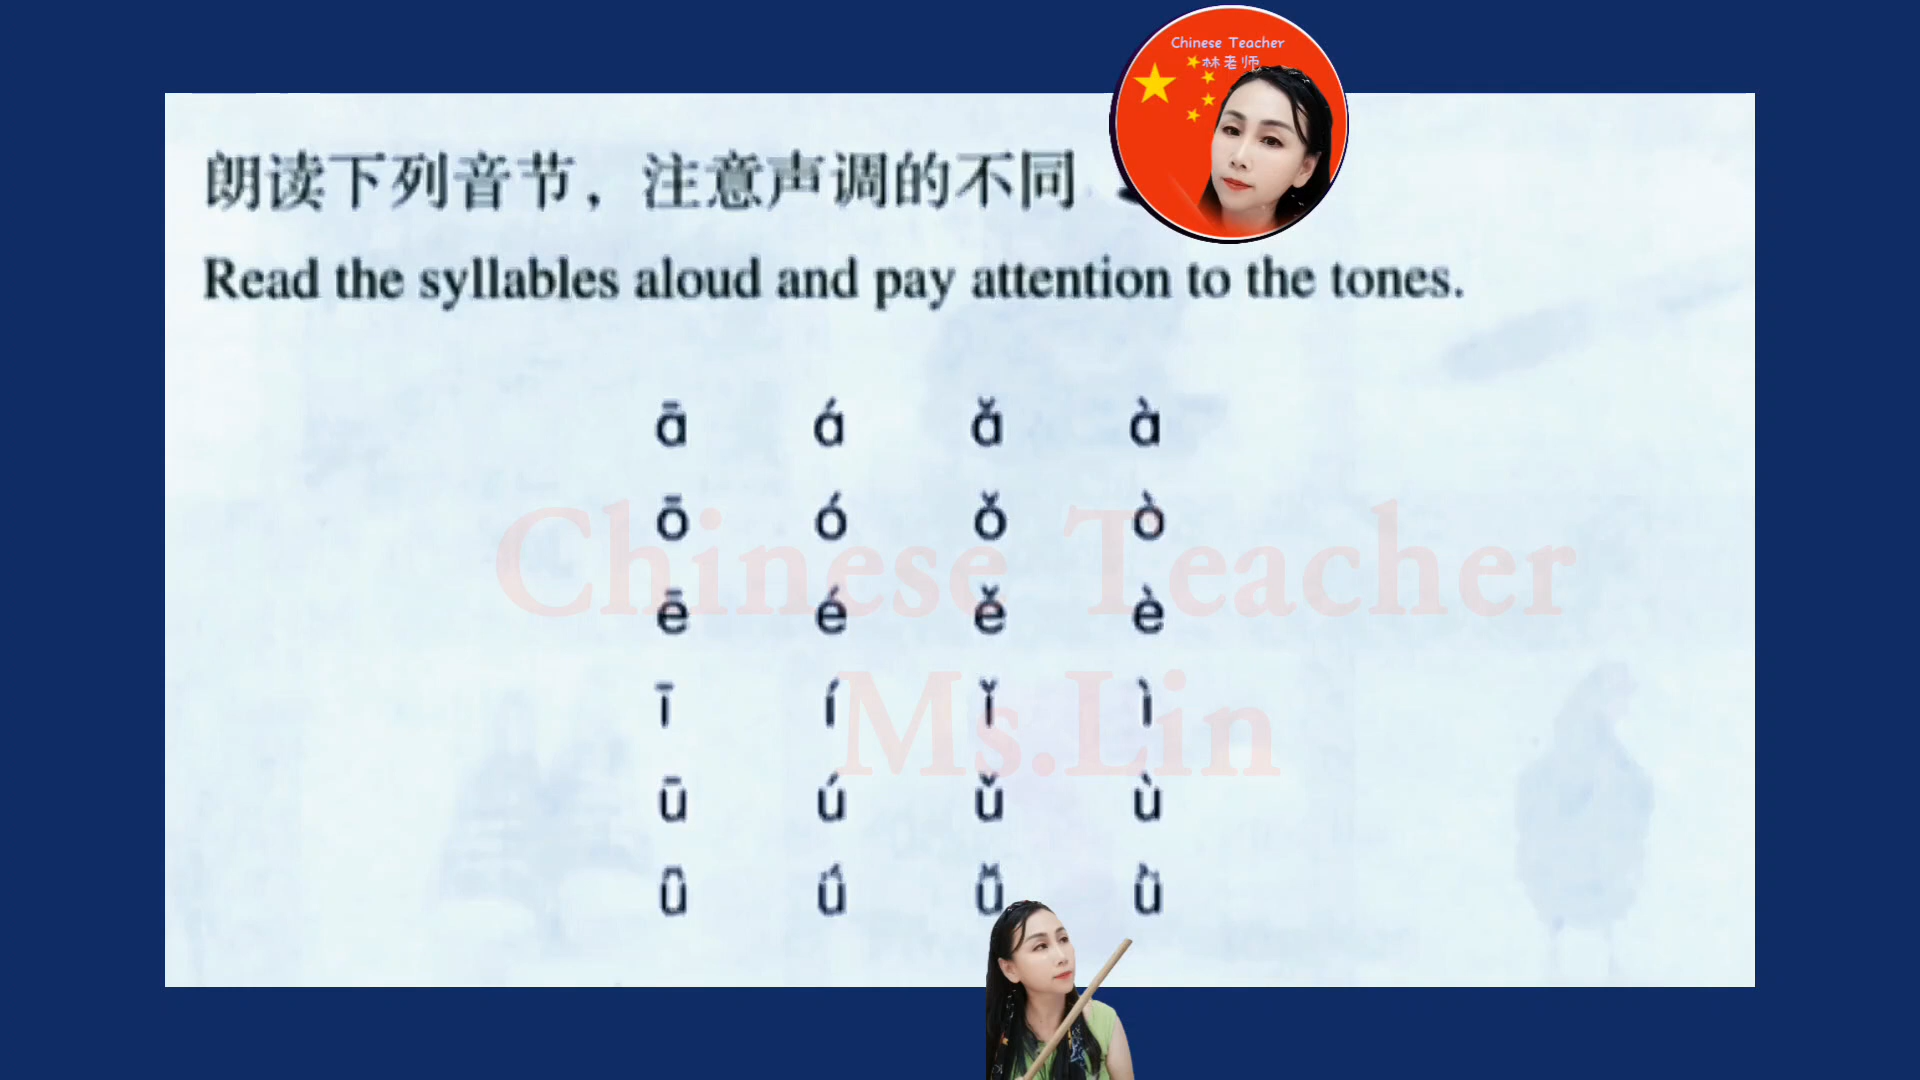 Chinese Teacher
林老师
朗读下列音节，注意声调的不同
Read the syllables aloud and pay attention to the tones.
ā á ǎ à
ō ó ǒ ò
ē é ě è
ī í ǐ ì
ū ú ǔ ù
ǖ ǘ ǚ ǜ
Chinese Teacher
Ms.Lin